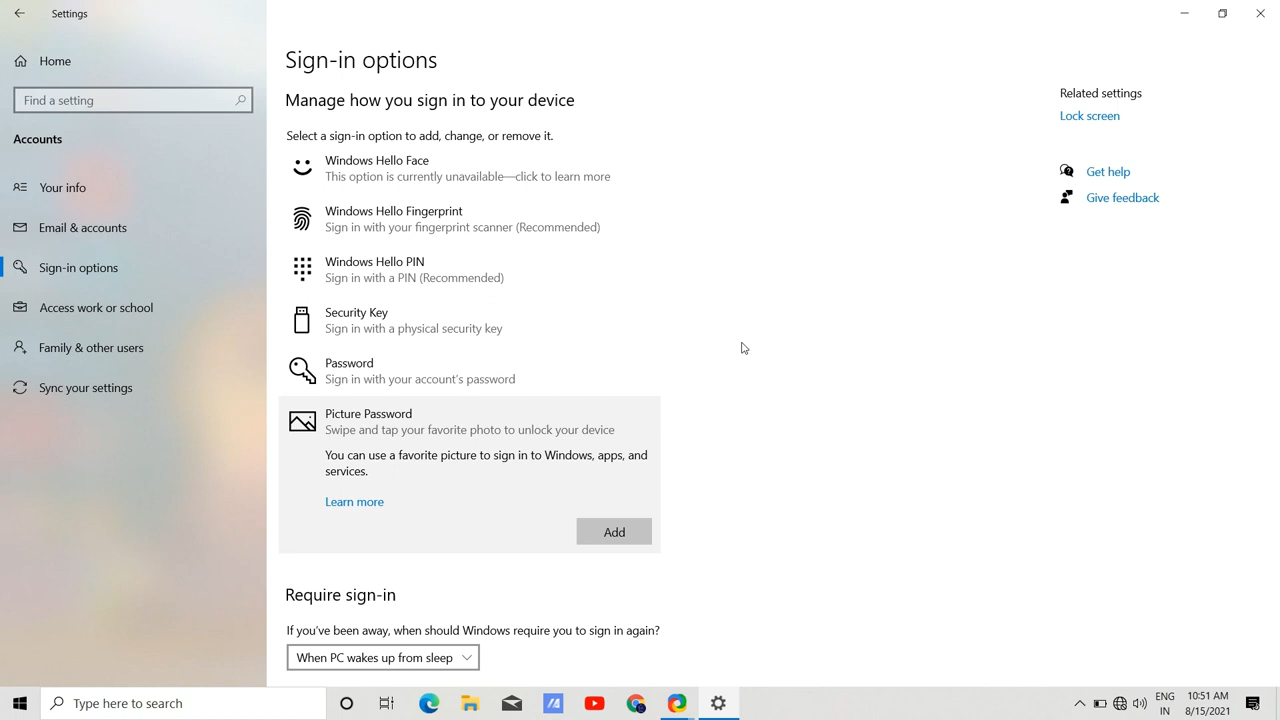 Settings
Home
Find a setting
Accounts
Your info
Email & accounts
Sign-in options
Access work or school
Family & other users
Sync your settings
Sign-in options
Manage how you sign in to your device
Select a sign-in option to add, change, or remove it.
Windows Hello Face
This option is currently unavailable—click to learn more
Windows Hello Fingerprint
Sign in with your fingerprint scanner (Recommended)
Windows Hello PIN
Sign in with a PIN (Recommended)
Security Key
Sign in with a physical security key
Password
Sign in with your account's password
Picture Password
Swipe and tap your favorite photo to unlock your device
You can use a favorite picture to sign in to Windows, apps, and
services.
Learn more
Add
Require sign-in
If you've been away, when should Windows require you to sign in again?
When PC wakes up from sleep
Related settings
Lock screen
Get help
Give feedback
Type here to search
ENG
IN
10:51 AM
8/15/2021